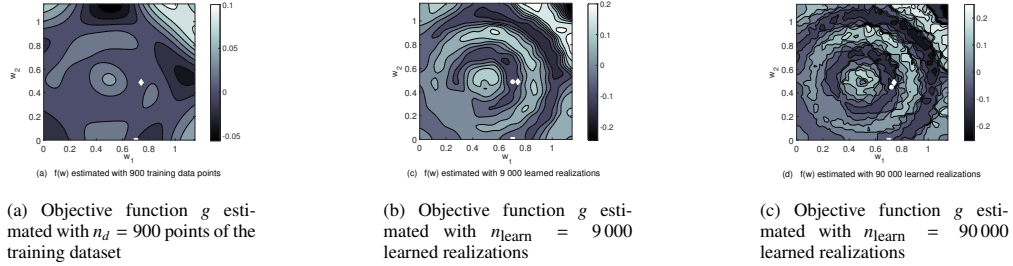 1
0.8
0.6
0.4
0.2
0
w2
0 0.2 0.4 0.6 0.8 1
w1
0.1
0.05
0
-0.05
(a) f(w) estimated with 900 training data points
1
0.8
0.6
0.4
0.2
0
w2
0 0.2 0.4 0.6 0.8 1
w1
0.2
0.1
0
-0.1
-0.2
(c) f(w) estimated with 9 000 learned realizations
1
0.8
0.6
0.4
0.2
0
w2
0 0.2 0.4 0.6 0.8 1
w1
0.2
0.1
0
-0.1
-0.2
(d) f(w) estimated with 90 000 learned realizations
(a) Objective function g esti-
mated with n_d = 900 points of the
training dataset
(b) Objective function g esti-
mated with n_learn = 9 000
learned realizations
(c) Objective function g esti-
mated with n_learn = 90 000
learned realizations